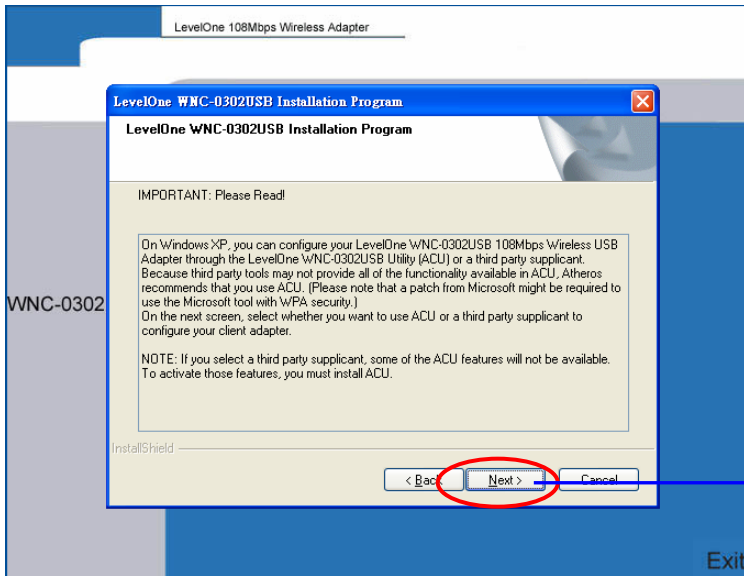 LevelOne 108Mbps Wireless Adapter
LevelOne WNC-0302USB Installation Program
LevelOne WNC-0302USB Installation Program
IMPORTANT: Please Read!
On Windows XP, you can configure your LevelOne WNC-0302USB 108Mbps Wireless USB
Adapter through the LevelOne WNC-0302USB Utility (ACU) or a third party supplicant.
Because third party tools may not provide all of the functionality available in ACU, Atheros
recommends that you use ACU. (Please note that a patch from Microsoft might be required to
use the Microsoft tool with WPA security.)
On the next screen, select whether you want to use ACU or a third party supplicant to
configure your client adapter.
NOTE: If you select a third party supplicant, some of the ACU features will not be available.
To activate those features, you must install ACU.
WNC-0302
InstallShield
< Back
Next >
Cancel
Exit